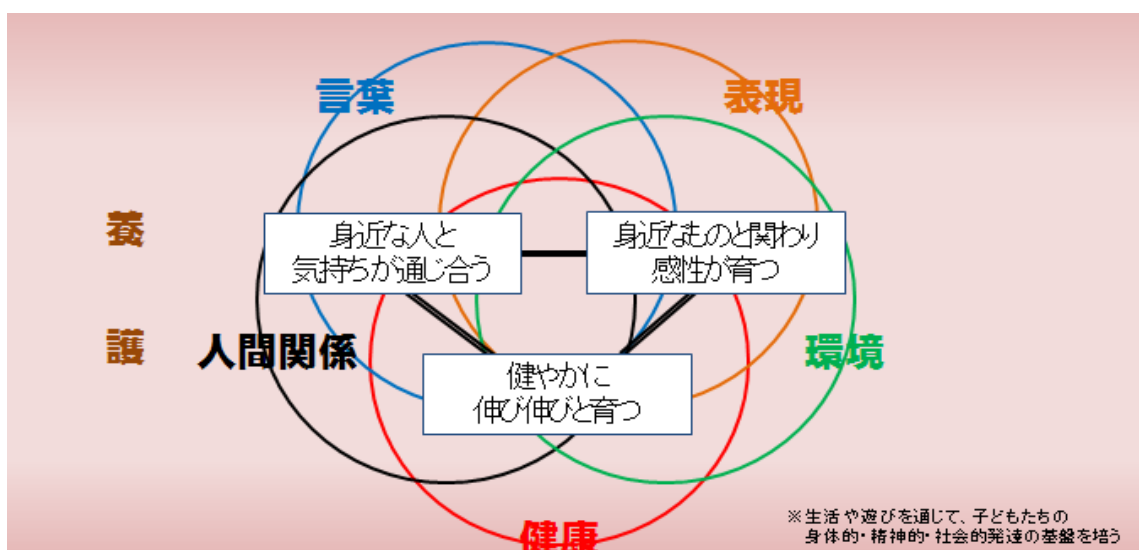 言葉
表現
養
護
身近な人と
気持ちが通じ合う
身近なものと関わり
感性が育つ
人間関係
環境
健やかに
伸び伸びと育つ
健康
※生活や遊びを通じて、子どもたちの
身体的・精神的・社会的発達の基盤を培う